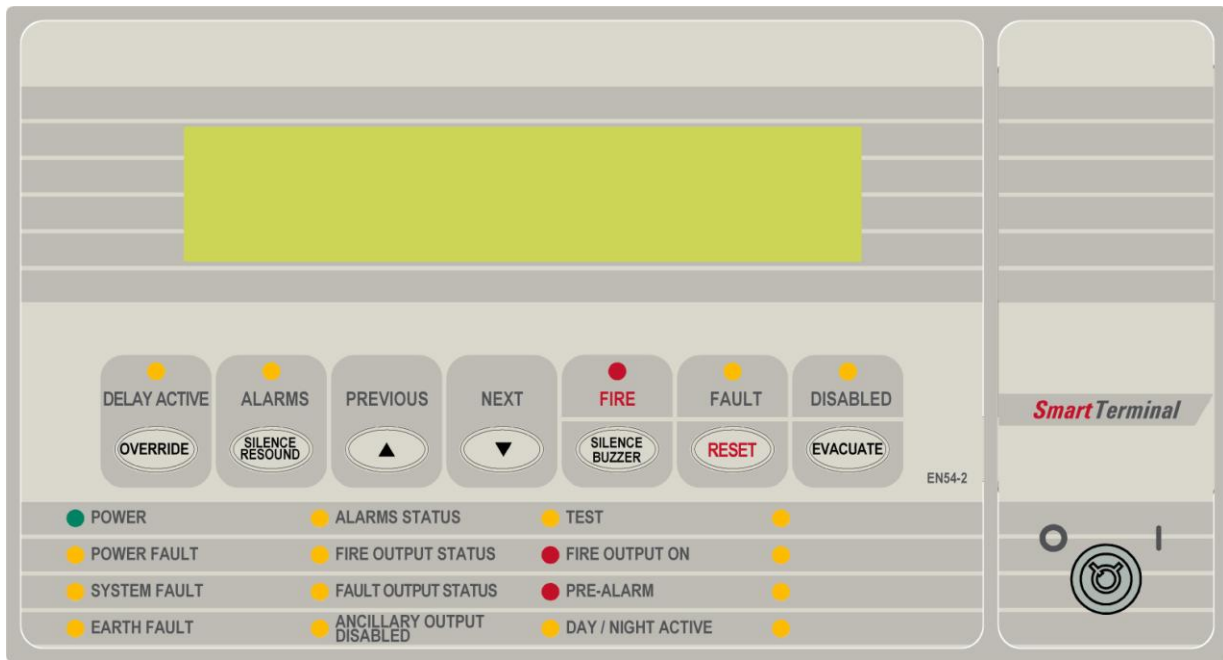 DELAY ACTIVE
ALARMS
PREVIOUS
NEXT
FIRE
FAULT
DISABLED
OVERRIDE
SILENCE
RESOUND
SILENCE
BUZZER
RESET
EVACUATE
Smart Terminal
EN54-2
POWER
ALARMS STATUS
TEST
POWER FAULT
FIRE OUTPUT STATUS
FIRE OUTPUT ON
SYSTEM FAULT
FAULT OUTPUT STATUS
PRE-ALARM
EARTH FAULT
ANCILLARY OUTPUT
DISABLED
DAY / NIGHT ACTIVE
O
I